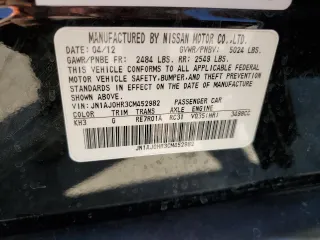 MANUFACTURED BY NISSAN MOTOR CO.,LTD.
DATE: 04/12 GVWR/PNBV: 5024 LBS.
GAWR/PNBE FR: 2484 LBS. RR: 2549 LBS.
THIS VEHICLE CONFORMS TO ALL APPLICABLE FEDERAL
MOTOR VEHICLE SAFETY,BUMPER,AND THEFT PREVENTION
STANDARDS IN EFFECT ON THE DATE OF MANUFACTURE
SHOWN ABOVE.
VIN: JN1AJ0HR3CM452982 PASSENGER CAR
COLOR TRIM TRANS AXLE ENGINE
KH3 G RE7R01A RC31 3498CC
JN1AJ0HR3CM452982